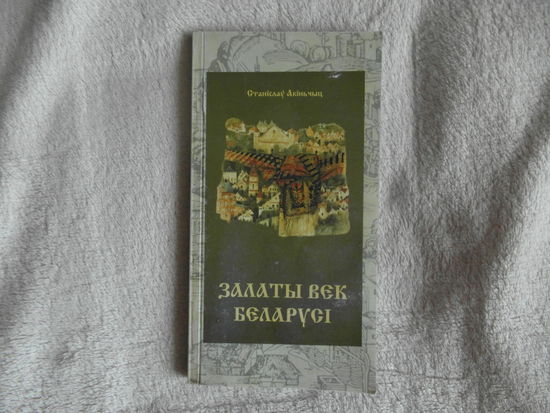 Станіслаў Акіньчыц
ЗАЛАТЫ ВЕК
БЕЛАРУСІ